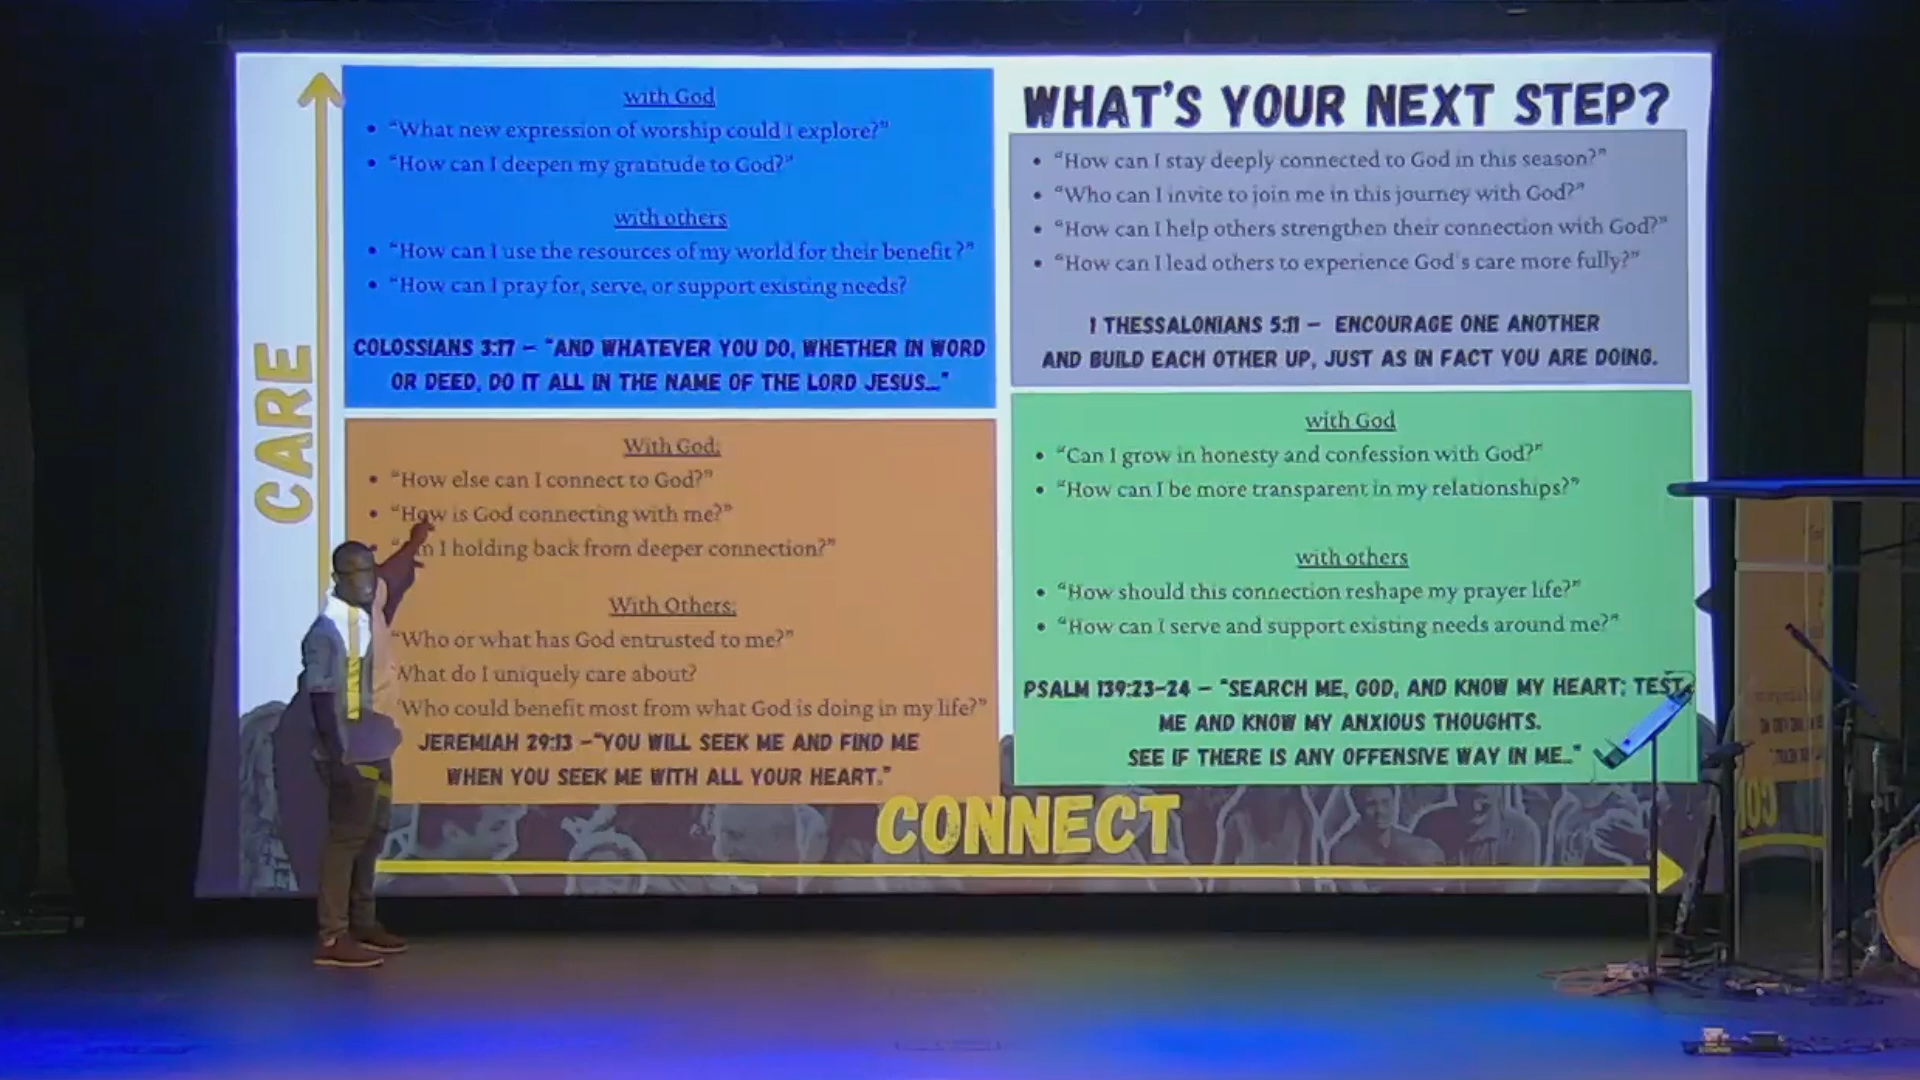 WHAT'S YOUR NEXT STEP?
with God
• "What new expression of worship could I explore?"
• "How can I deepen my gratitude to God?"
with others
• "How can I use the resources of my world for their benefit?"
• "How can I pray for, serve, or support existing needs?
COLOSSIANS 3:17 – "AND WHATEVER YOU DO, WHETHER IN WORD
OR DEED, DO IT ALL IN THE NAME OF THE LORD JESUS..."
• "How can I stay deeply connected to God in this season?"
• "Who can I invite to join me in this journey with God?"
• "How can I help others strengthen their connection with God?"
• "How can I lead others to experience God's care more fully?"
1 THESSALONIANS 5:11 – ENCOURAGE ONE ANOTHER
AND BUILD EACH OTHER UP, JUST AS IN FACT YOU ARE DOING.
CARE
With God:
• "How else can I connect to God?"
• "How is God connecting with me?"
I holding back from deeper connection?"
With Others:
"Who or what has God entrusted to me?"
What do I uniquely care about?
"Who could benefit most from what God is doing in my life?"
JEREMIAH 29:13 –"YOU WILL SEEK ME AND FIND ME
WHEN YOU SEEK ME WITH ALL YOUR HEART."
with God
• "Can I grow in honesty and confession with God?"
• "How can I be more transparent in my relationships?"
with others
• "How should this connection reshape my prayer life?"
• "How can I serve and support existing needs around me?"
PSALM 139:23-24 – "SEARCH ME, GOD, AND KNOW MY HEART; TEST
ME AND KNOW MY ANXIOUS THOUGHTS.
SEE IF THERE IS ANY OFFENSIVE WAY IN ME..."
CONNECT